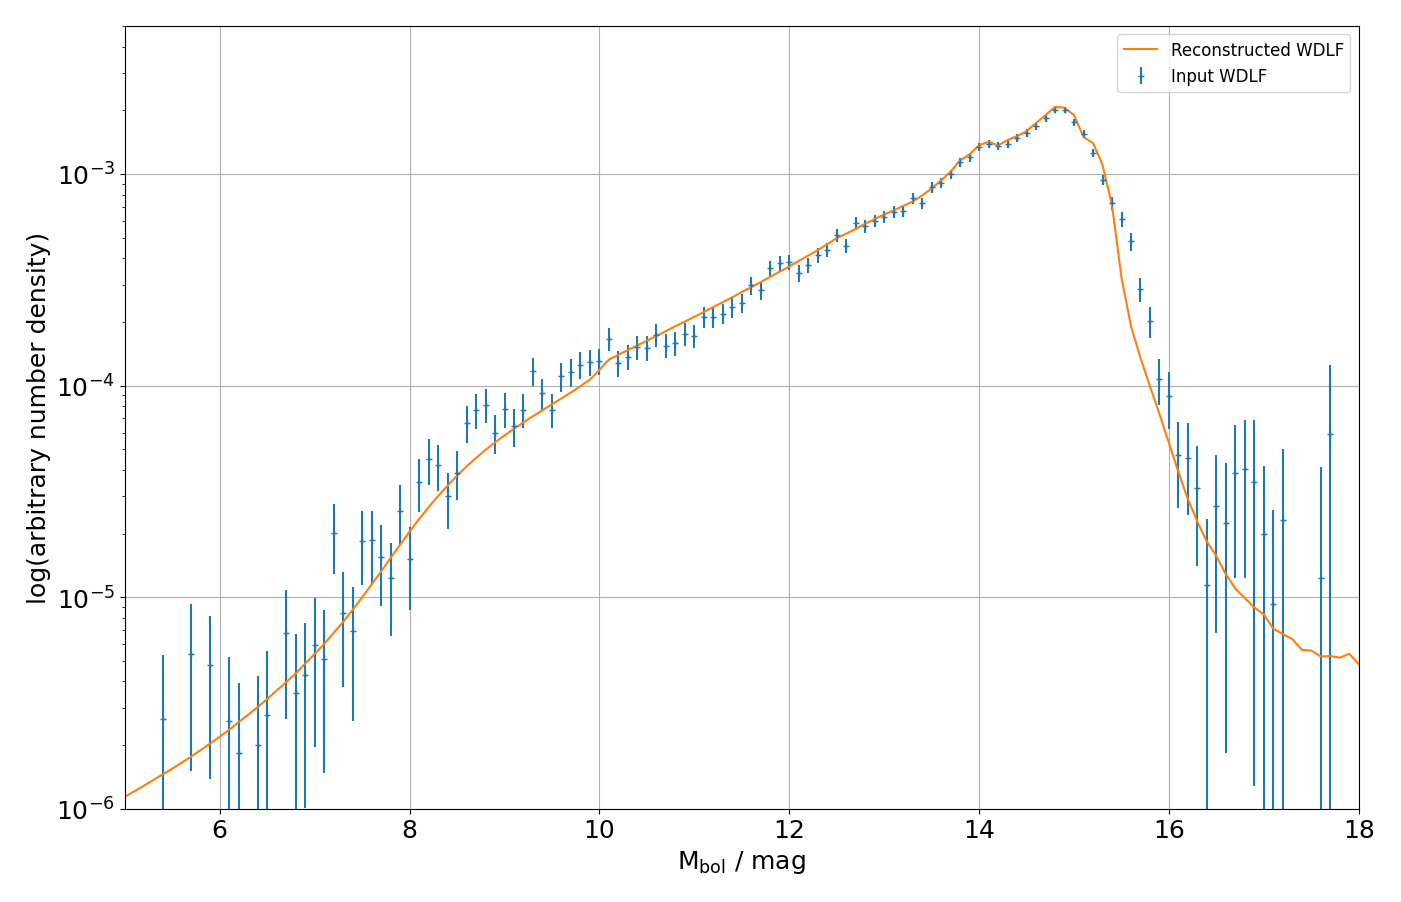 Reconstructed WDLF
Input WDLF
log(arbitrary number density)
10⁻³
10⁻⁴
10⁻⁵
10⁻⁶
6 8 10 12 14 16 18
M_bol / mag